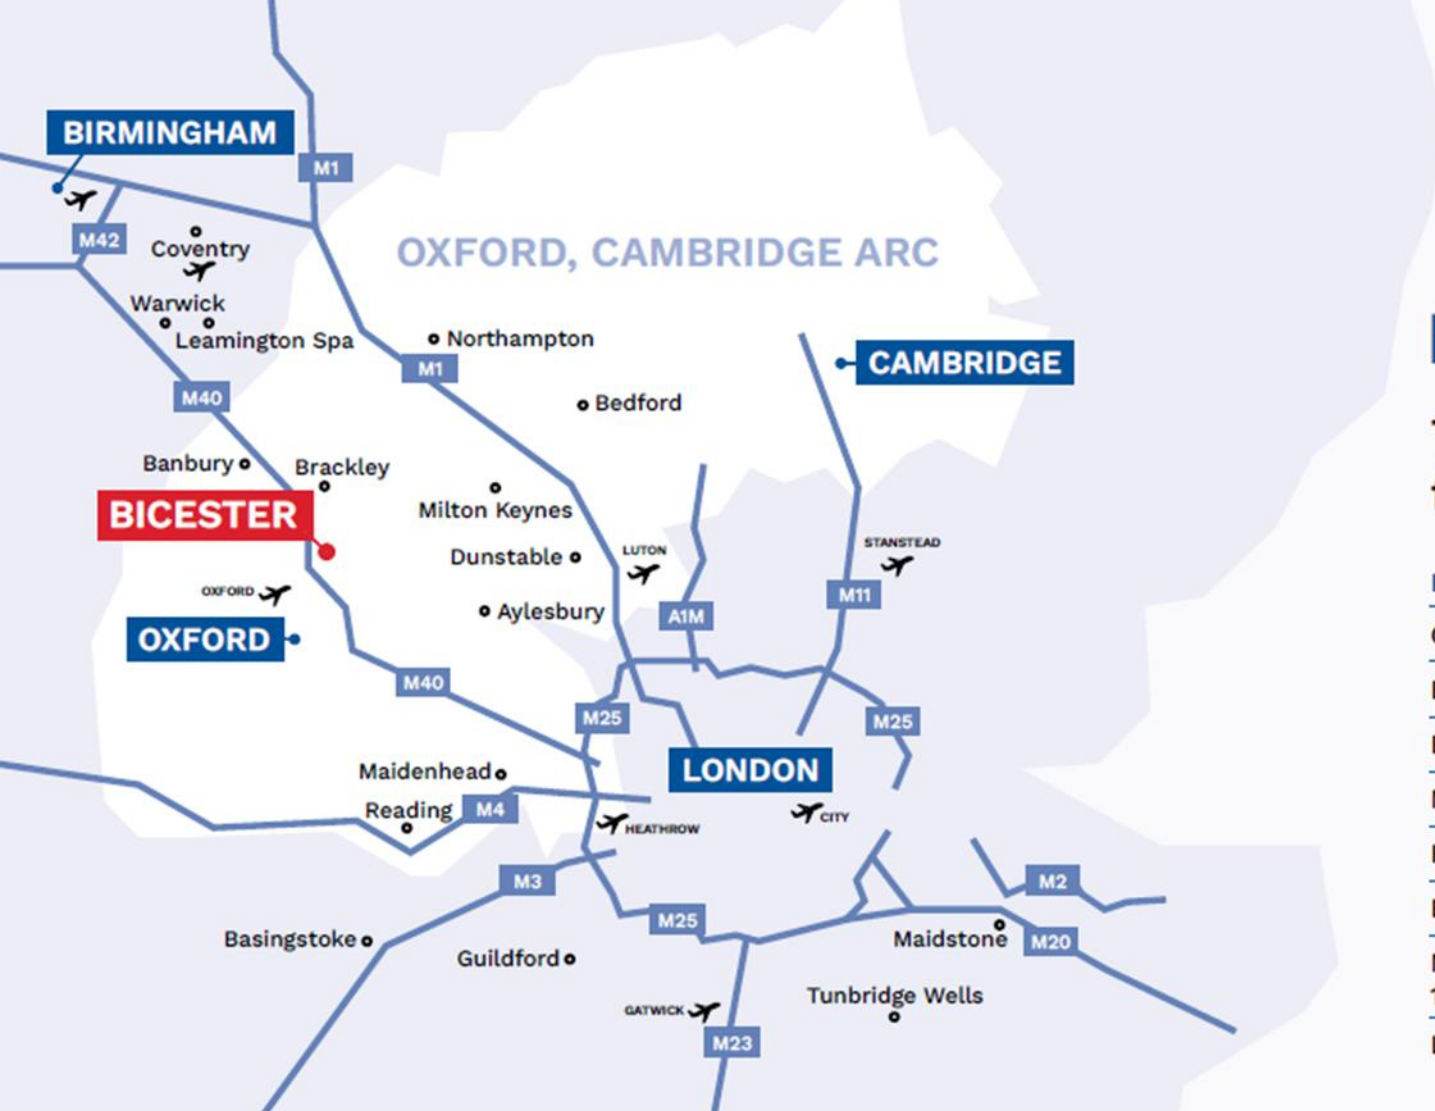 BIRMINGHAM
M1
M42
Coventry
OXFORD, CAMBRIDGE ARC
Warwick
Leamington Spa
Northampton
M1
CAMBRIDGE
M40
Bedford
Banbury
Brackley
BICESTER
Milton Keynes
STANSTEAD
LUTON
Dunstable
OXFORD
M11
Aylesbury
A1M
OXFORD
M40
M25
M25
LONDON
Maidenhead
Reading
M4
CITY
HEATHROW
M3
M2
M25
Basingstoke
Maidstone
M20
Guildford
Tunbridge Wells
GATWICK
M23